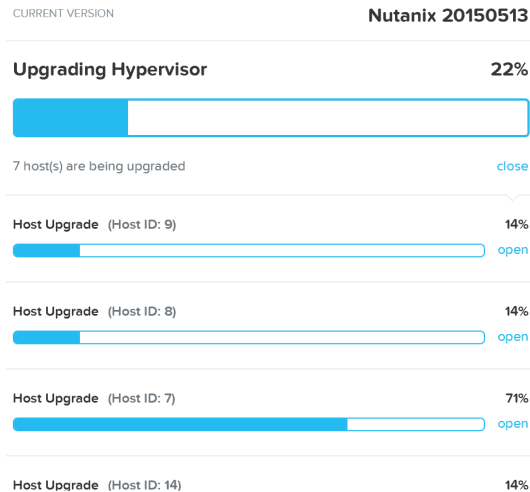 CURRENT VERSION Nutanix 20150513
Upgrading Hypervisor 22%
7 host(s) are being upgraded close
Host Upgrade (Host ID: 9) 14%
open
Host Upgrade (Host ID: 8) 14%
open
Host Upgrade (Host ID: 7) 71%
open
Host Upgrade (Host ID: 14) 14%